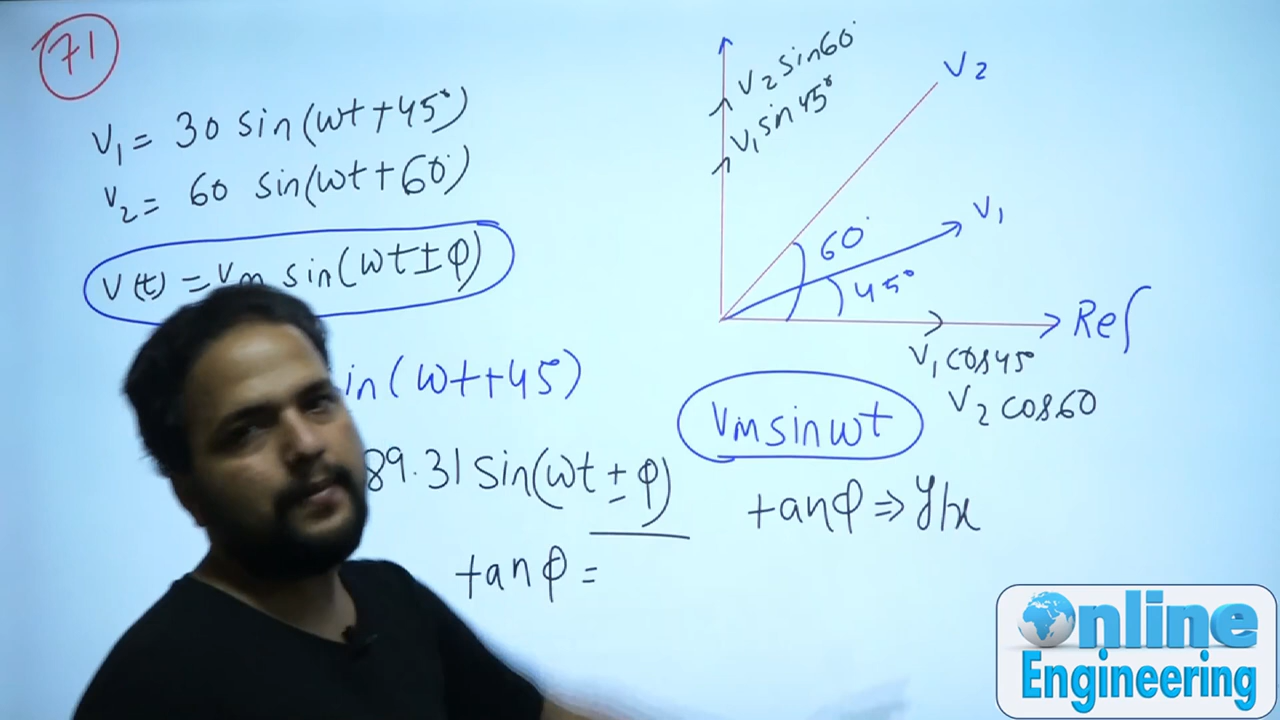 71
V₁ = 30 sin(ωt+45°)
V₂ = 60 sin(ωt+60°)
V(t) = Vm sin(ωt±φ)
in(ωt+45°)
89.31 sin(ωt ± φ)
tanφ =
V₂ sin60°
V₁ sin45°
V₂
V₁
60°
45°
Ref
V₁ cos45
V₂ cos60
Vm sinωt
tanφ ⇒ y/x
Online
Engineering